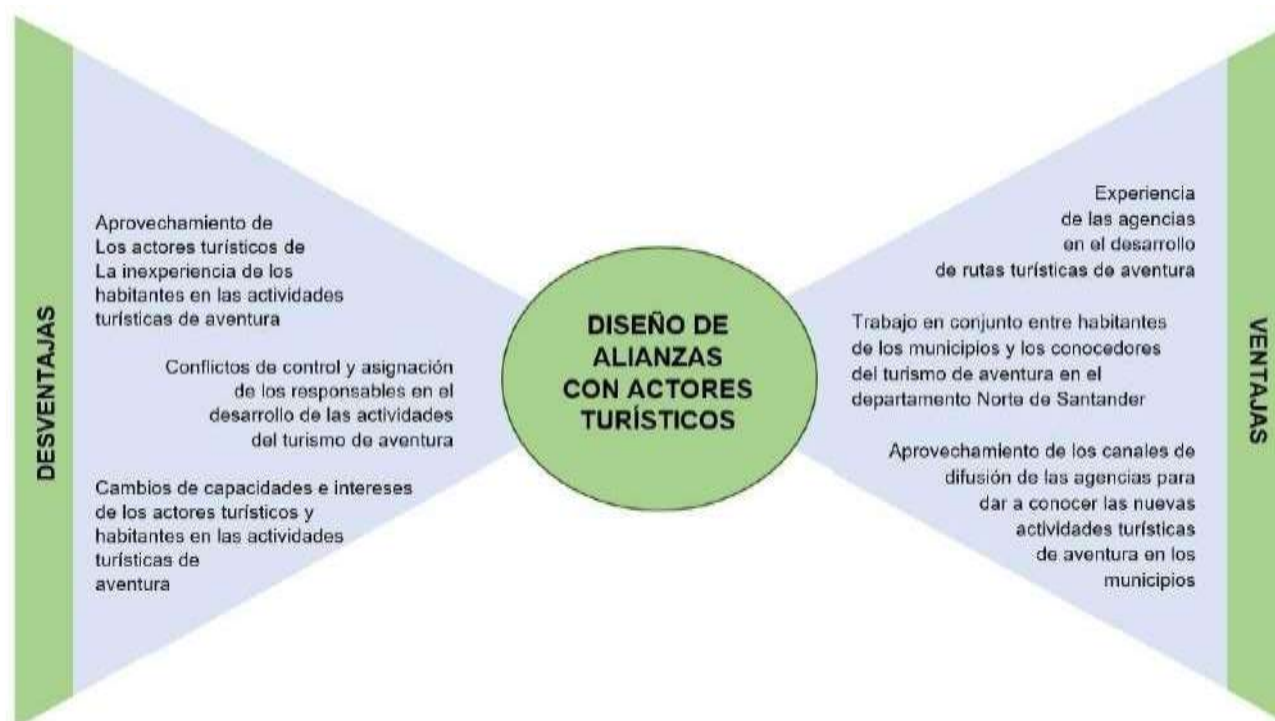 DESVENTAJAS
Aprovechamiento de
Los actores turísticos de
La inexperiencia de los
habitantes en las actividades
turísticas de aventura
Conflictos de control y asignación
de los responsables en el
desarrollo de las actividades
del turismo de aventura
Cambios de capacidades e intereses
de los actores turísticos y
habitantes en las actividades
turísticas de
aventura
DISEÑO DE
ALIANZAS
CON ACTORES
TURÍSTICOS
Experiencia
de las agencias
en el desarrollo
de rutas turísticas de aventura
Trabajo en conjunto entre habitantes
de los municipios y los conocedores
del turismo de aventura en el
departamento Norte de Santander
Aprovechamiento de los canales de
difusión de las agencias para
dar a conocer las nuevas
actividades turísticas
de aventura en los
municipios
VENTAJAS